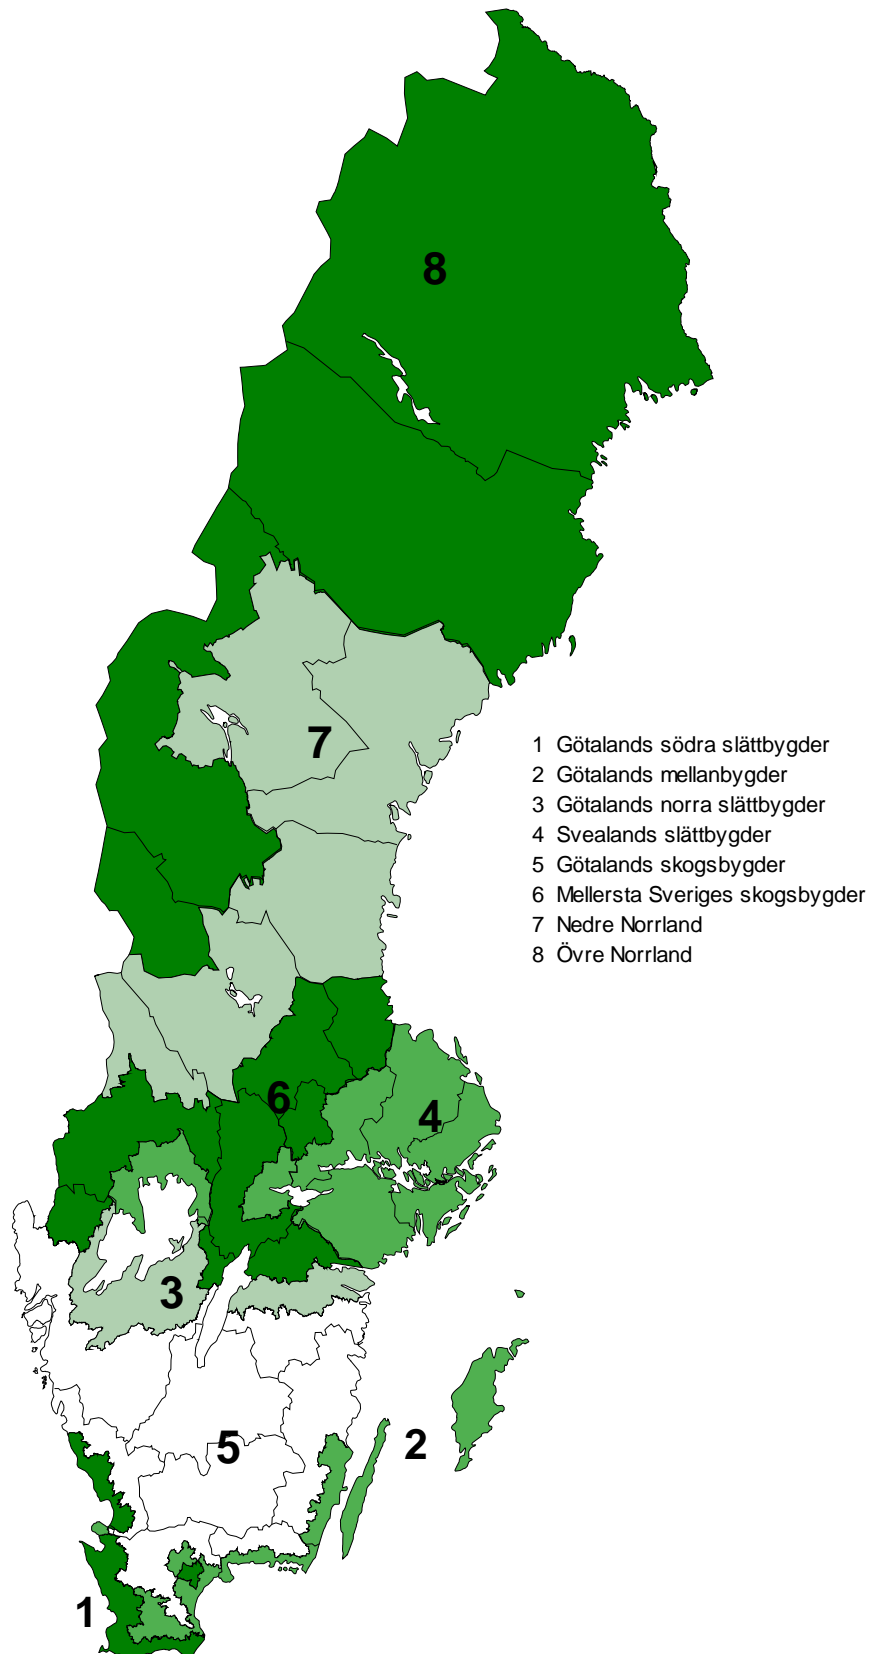 8
7
1 Götalands södra slättbygder
2 Götalands mellanbygder
3 Götalands norra slättbygder
4 Svealands slättbygder
5 Götalands skogsbygder
6 Mellersta Sveriges skogsbygder
7 Nedre Norrland
8 Övre Norrland
6
4
3
2
5
1